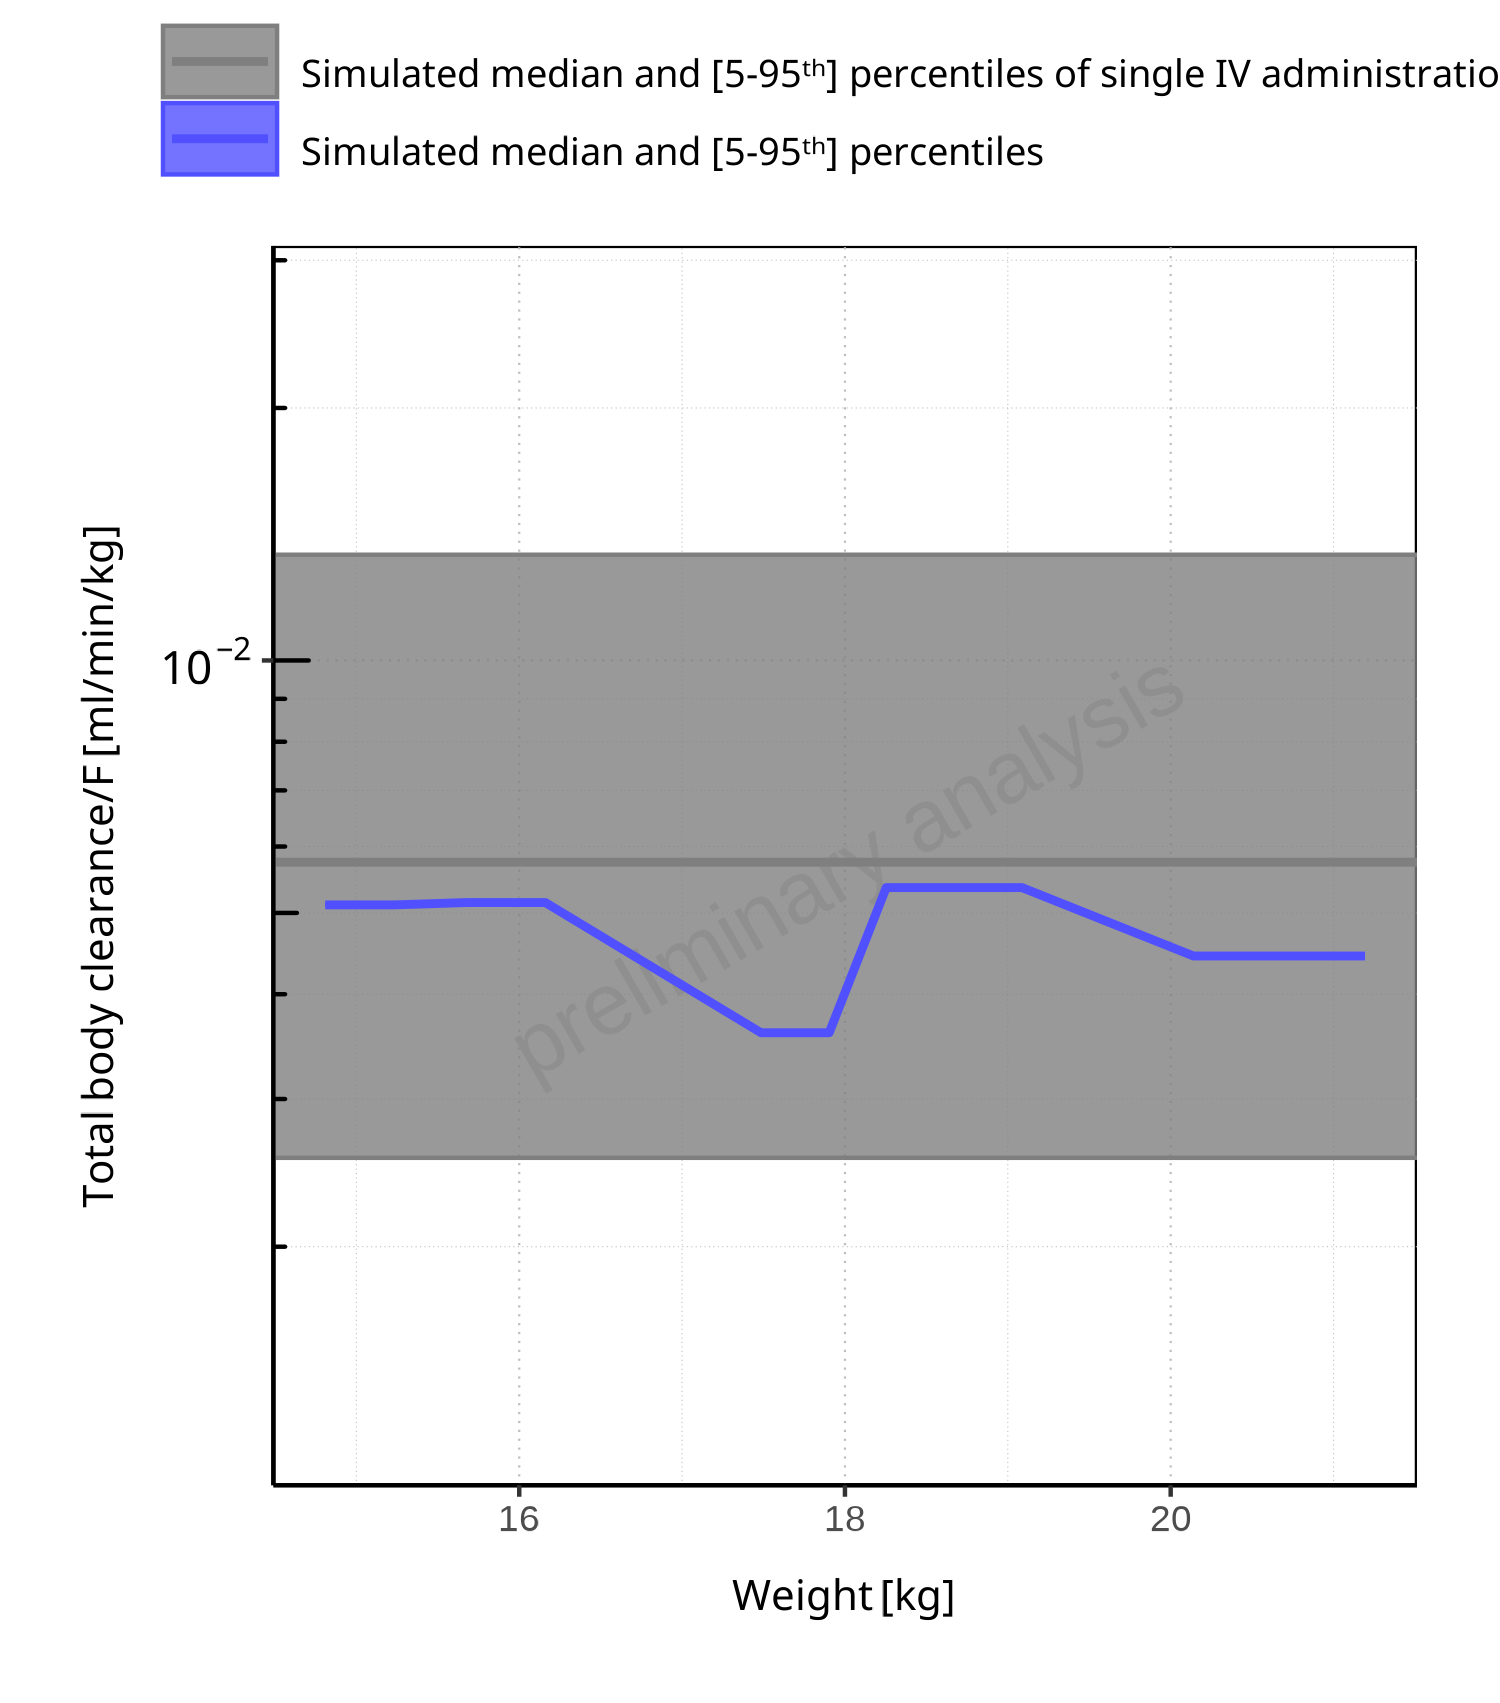 Simulated median and [5-95ᵗʰ] percentiles of single IV administratio
Simulated median and [5-95ᵗʰ] percentiles
Total body clearance/F [ml/min/kg]
10⁻²
preliminary analysis
16 18 20
Weight [kg]